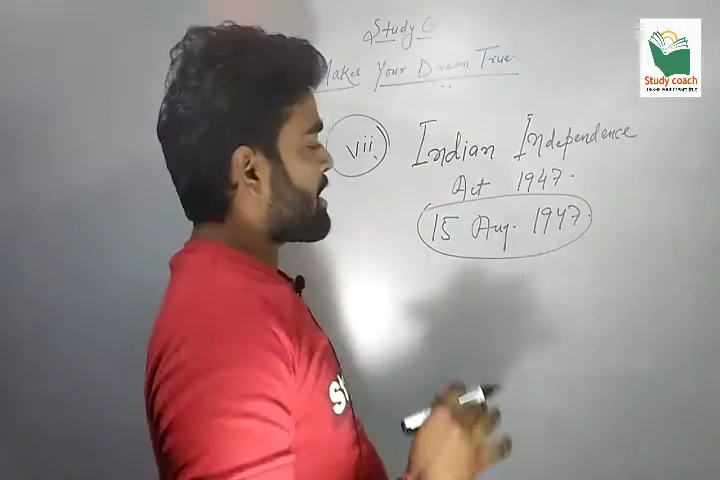 Study
Makes Your Dream True.
vii Indian Independence
Act 1947.
15 Aug. 1947.
Study coach